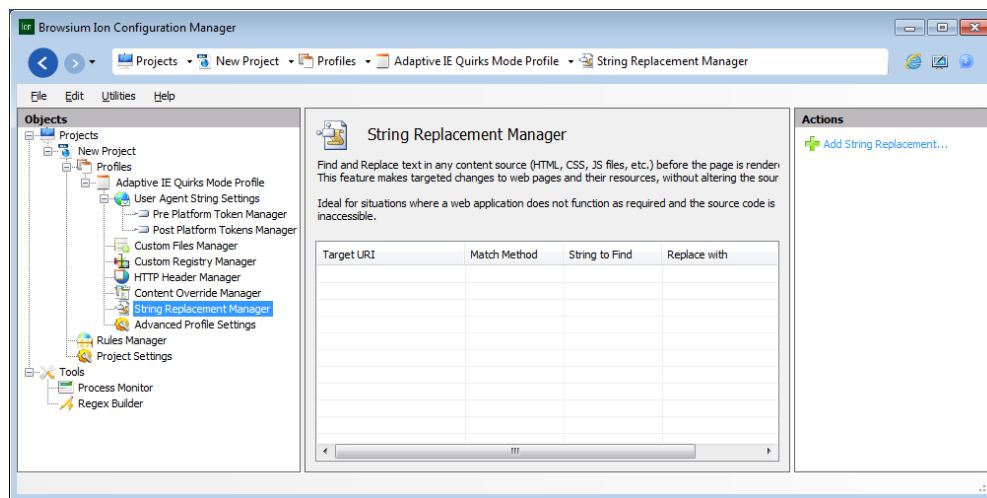 Browsium Ion Configuration Manager
Projects New Project Profiles Adaptive IE Quirks Mode Profile String Replacement Manager
File Edit Utilities Help
Objects
Projects
New Project
Profiles
Adaptive IE Quirks Mode Profile
User Agent String Settings
Pre Platform Token Manager
Post Platform Tokens Manager
Custom Files Manager
Custom Registry Manager
HTTP Header Manager
Content Override Manager
String Replacement Manager
Advanced Profile Settings
Rules Manager
Project Settings
Tools
Process Monitor
Regex Builder
String Replacement Manager
Find and Replace text in any content source (HTML, CSS, JS files, etc.) before the page is render
This feature makes targeted changes to web pages and their resources, without altering the sour
Ideal for situations where a web application does not function as required and the source code is
inaccessible.
Target URI Match Method String to Find Replace with
Actions
Add String Replacement...